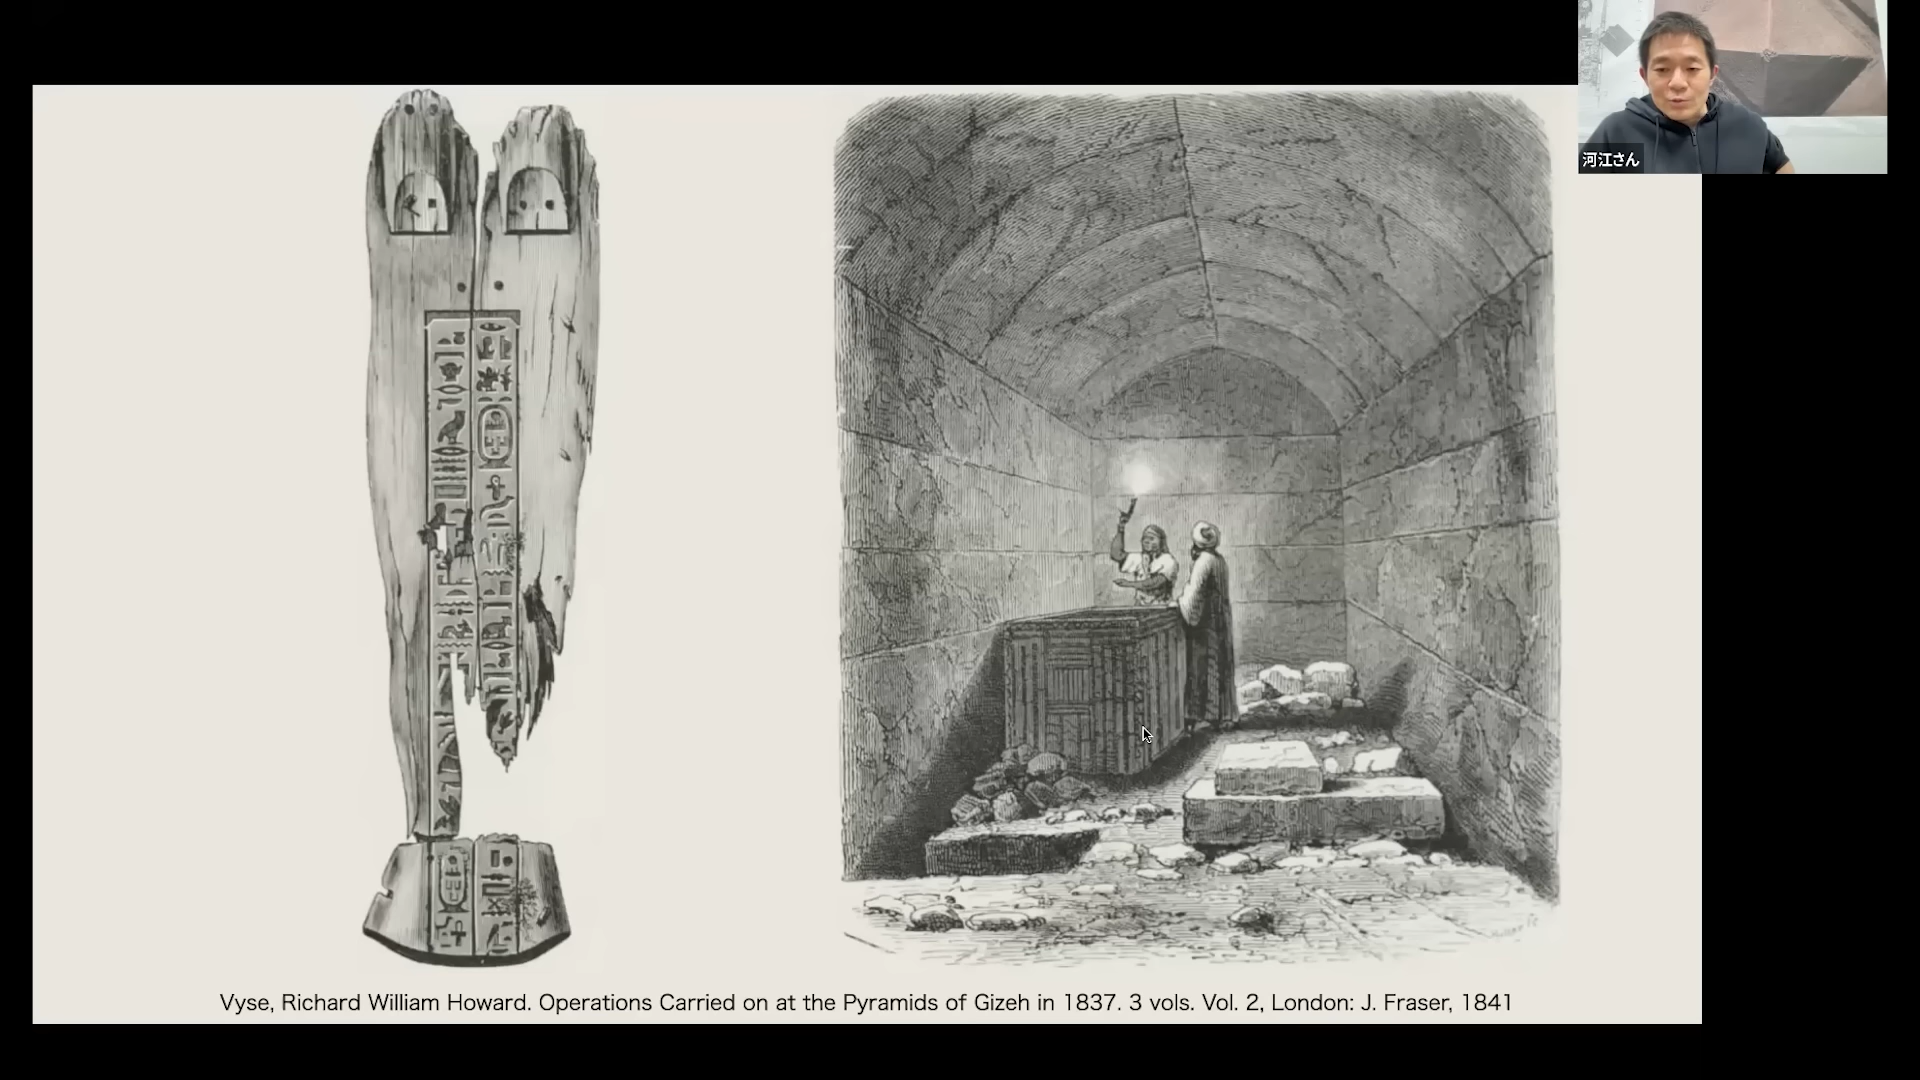 河江さん
Vyse, Richard William Howard. Operations Carried on at the Pyramids of Gizeh in 1837. 3 vols. Vol. 2, London: J. Fraser, 1841